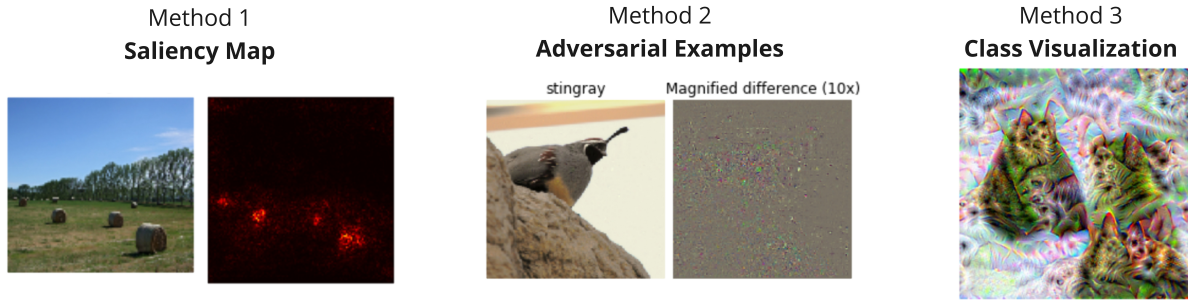 Method 1
Saliency Map
Method 2
Adversarial Examples
stingray
Magnified difference (10x)
Method 3
Class Visualization